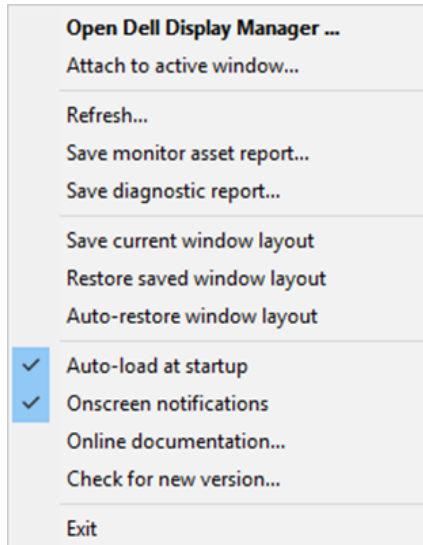 Open Dell Display Manager ...
Attach to active window...
Refresh...
Save monitor asset report...
Save diagnostic report...
Save current window layout
Restore saved window layout
Auto-restore window layout
Auto-load at startup
Onscreen notifications
Online documentation...
Check for new version...
Exit